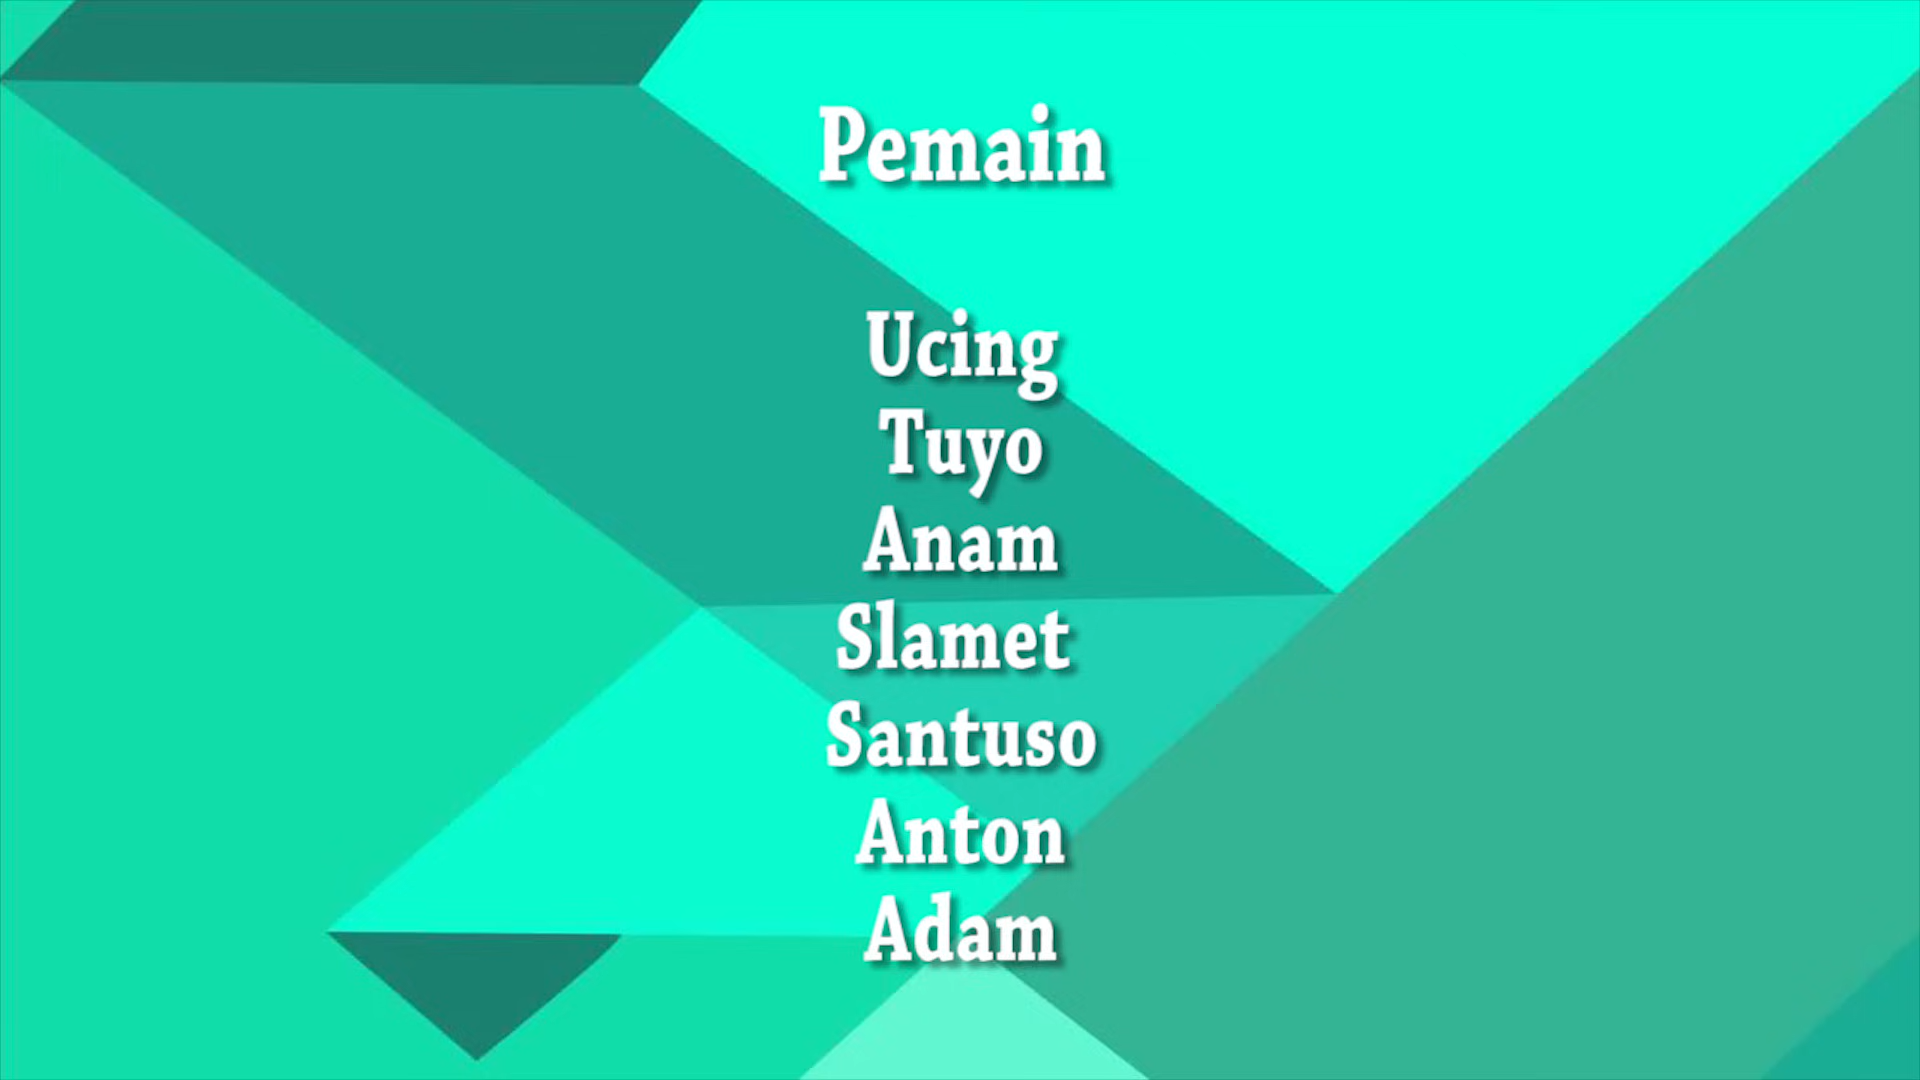 Pemain
Ucing
Tuyo
Anam
Slamet
Santuso
Anton
Adam